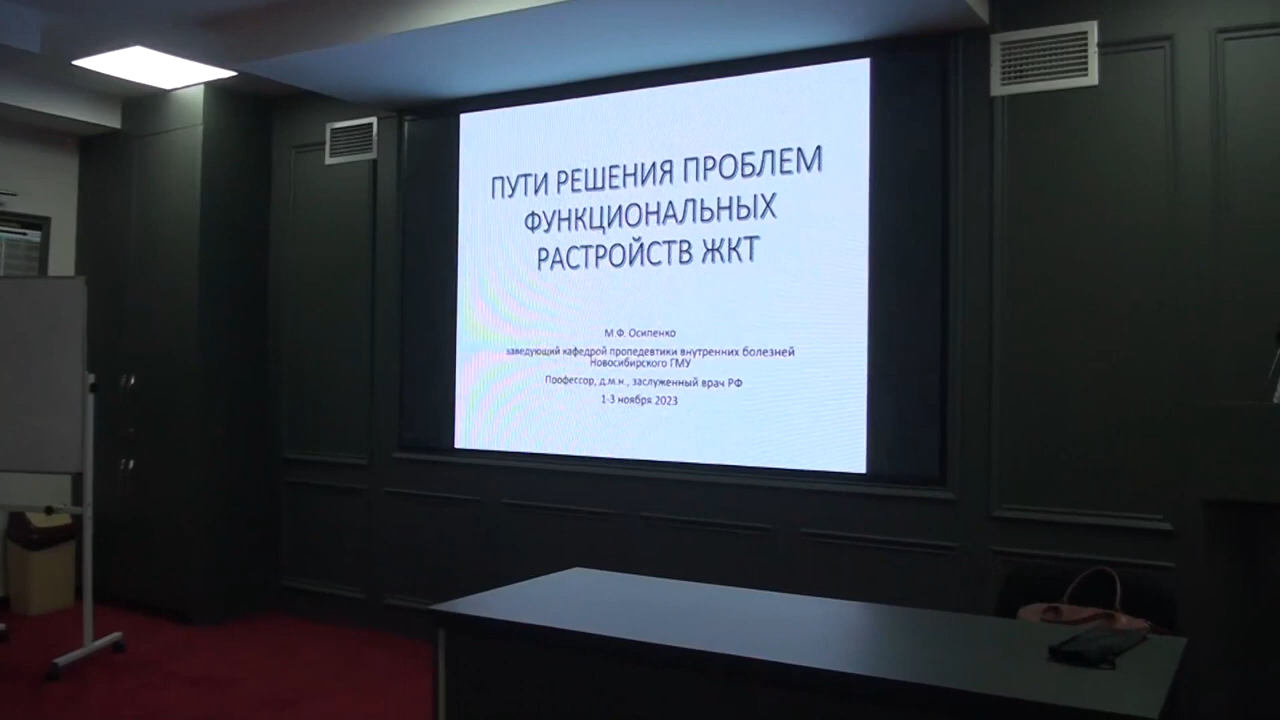 ПУТИ РЕШЕНИЯ ПРОБЛЕМ
ФУНКЦИОНАЛЬНЫХ
РАСТРОЙСТВ ЖКТ
М.Ф. Осипенко
заведующий кафедрой пропедевтики внутренних болезней
Новосибирского ГМУ
Профессор, д.м.н., заслуженный врач РФ
1-3 ноября 2023